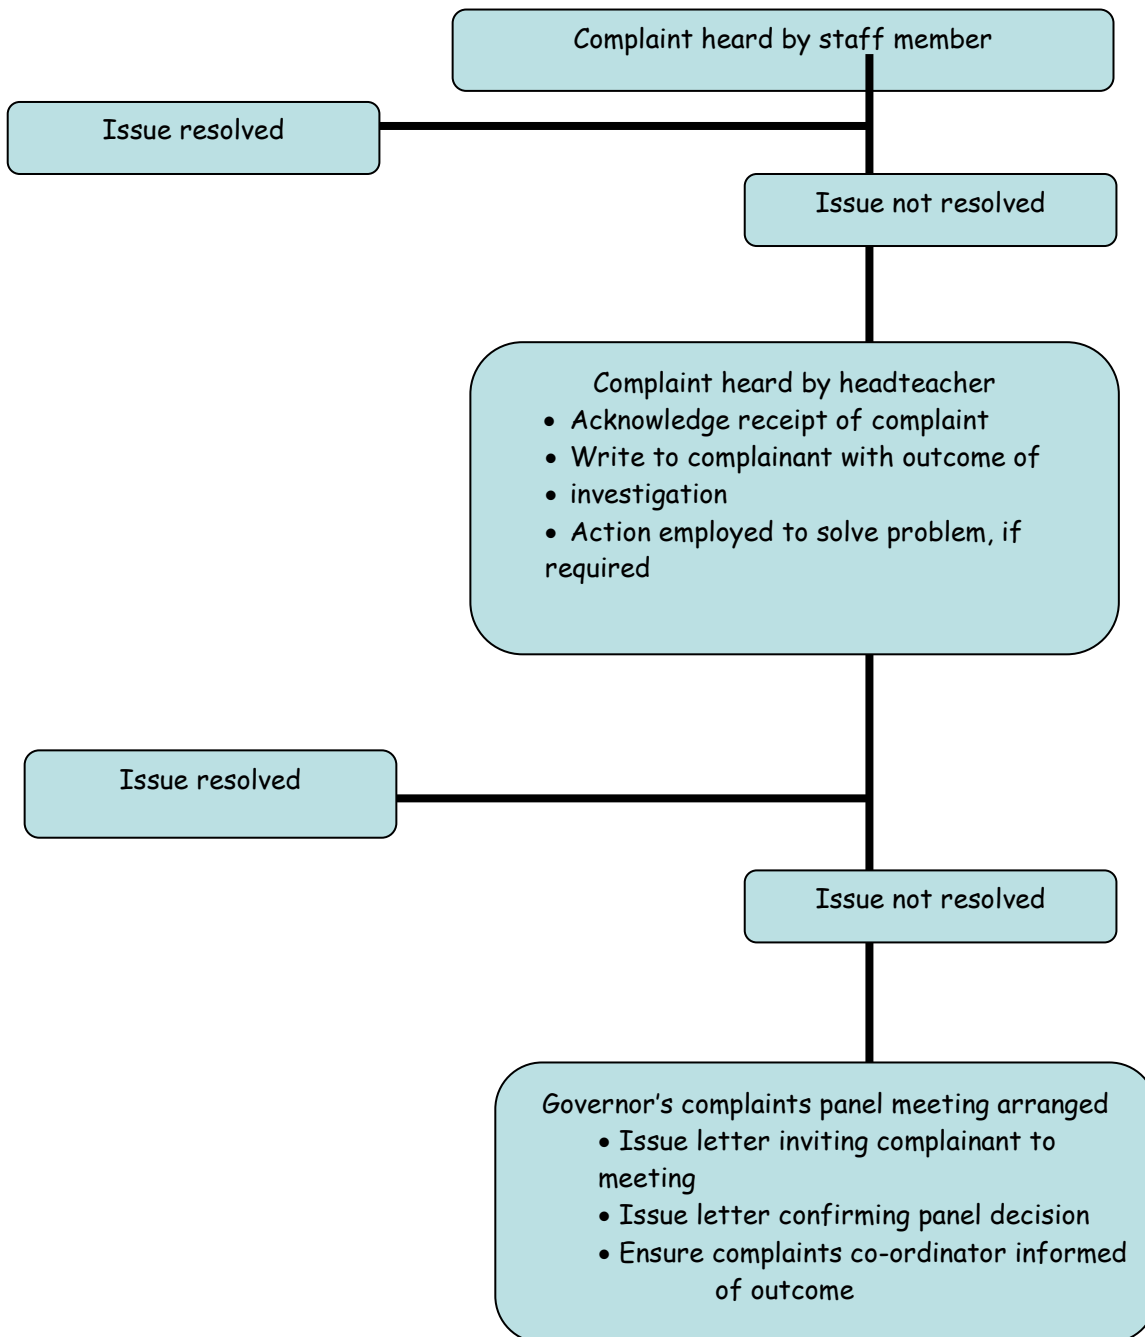 Complaint heard by staff member
Issue resolved
Issue not resolved
Complaint heard by headteacher
• Acknowledge receipt of complaint
• Write to complainant with outcome of
• investigation
• Action employed to solve problem, if
required
Issue resolved
Issue not resolved
Governor's complaints panel meeting arranged
• Issue letter inviting complainant to
meeting
• Issue letter confirming panel decision
• Ensure complaints co-ordinator informed
of outcome